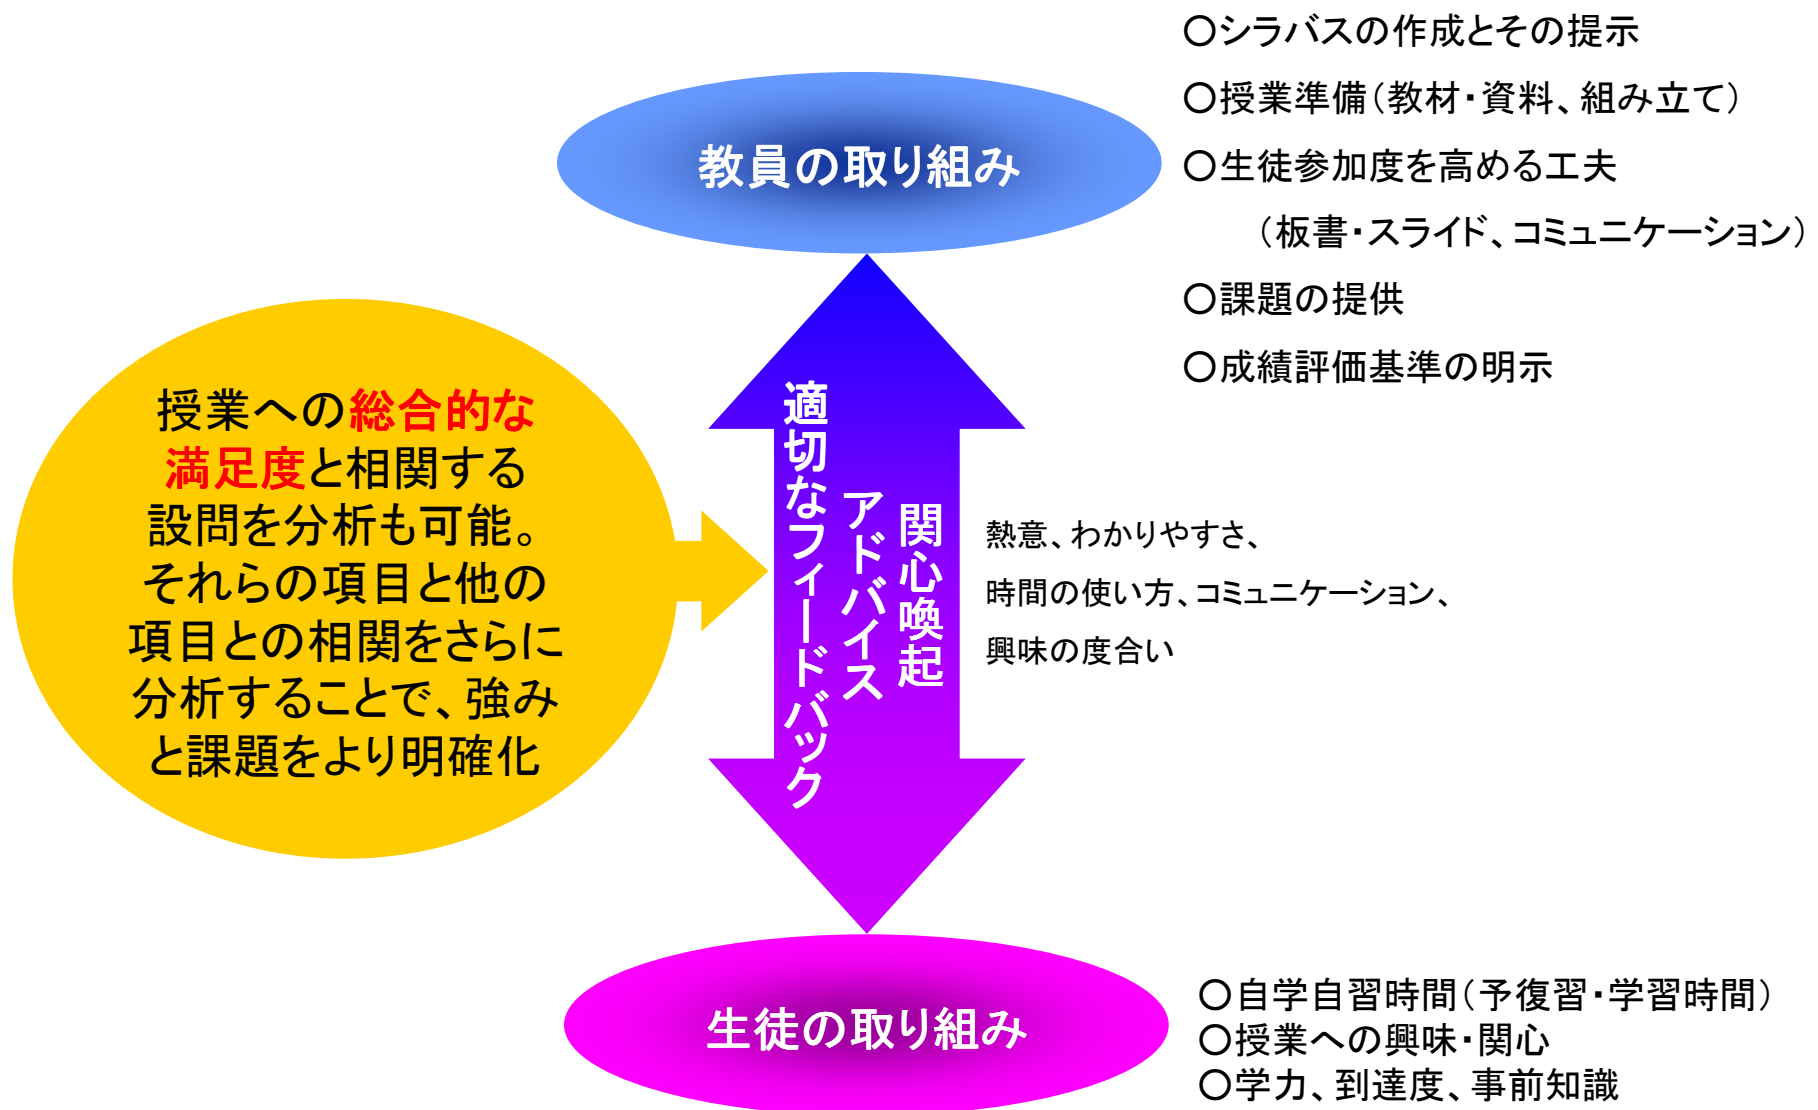 ○シラバスの作成とその提示
○授業準備(教材・資料、組み立て)
○生徒参加度を高める工夫
(板書・スライド、コミュニケーション)
○課題の提供
○成績評価基準の明示
教員の取り組み
授業への総合的な
満足度と相関する
設問を分析も可能。
それらの項目と他の
項目との相関をさらに
分析することで、強み
と課題をより明確化
関心喚起
アドバイス
適切なフィードバック
熱意、わかりやすさ、
時間の使い方、コミュニケーション、
興味の度合い
生徒の取り組み
○自学自習時間(予復習・学習時間)
○授業への興味・関心
○学力、到達度、事前知識